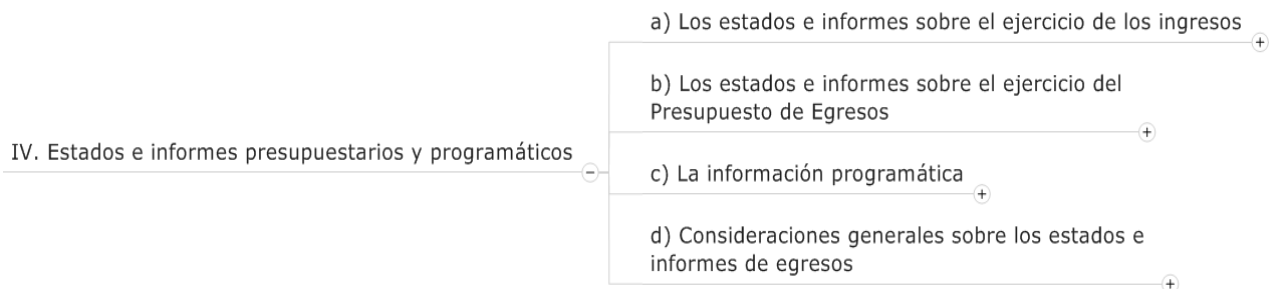 a) Los estados e informes sobre el ejercicio de los ingresos
b) Los estados e informes sobre el ejercicio del
Presupuesto de Egresos
IV. Estados e informes presupuestarios y programáticos
c) La información programática
d) Consideraciones generales sobre los estados e
informes de egresos